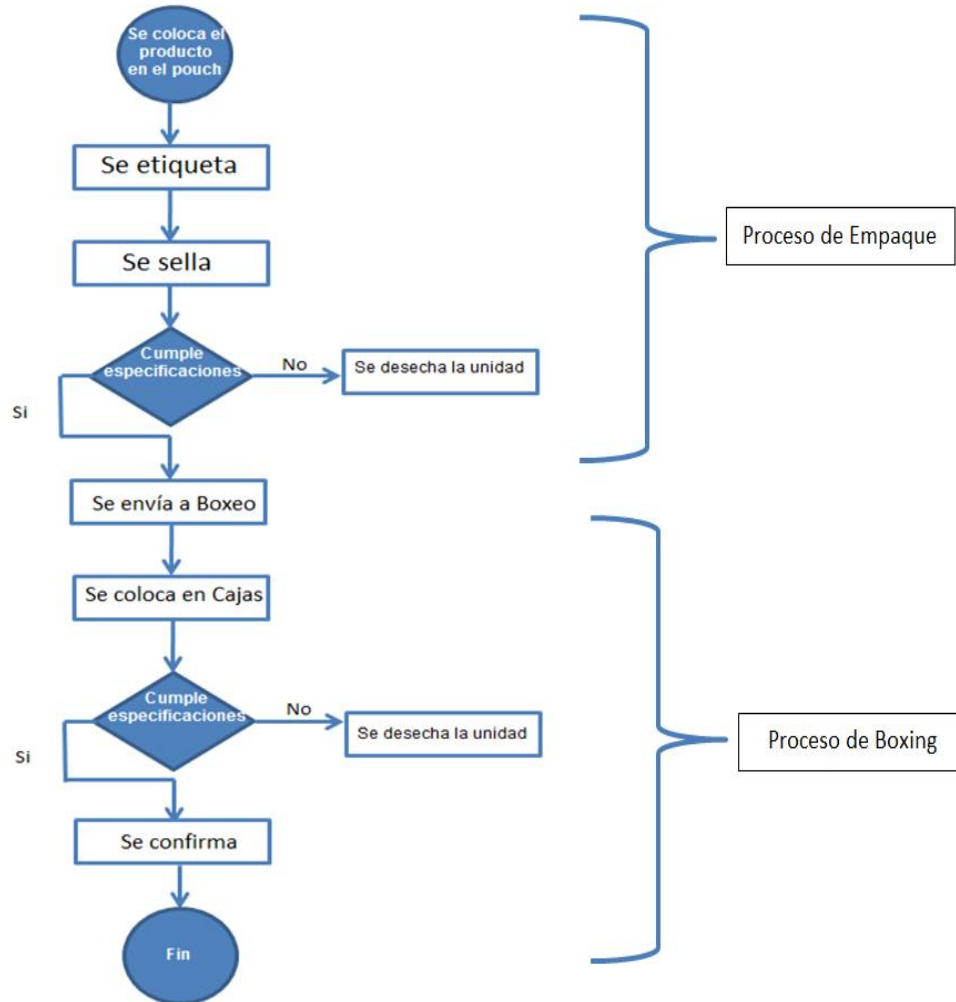 Se coloca el
producto
en el pouch
Se etiqueta
Se sella
Proceso de Empaque
Cumple
especificaciones
No
Se desecha la unidad
Si
Se envía a Boxeo
Se coloca en Cajas
Cumple
especificaciones
No
Se desecha la unidad
Si
Proceso de Boxing
Se confirma
Fin